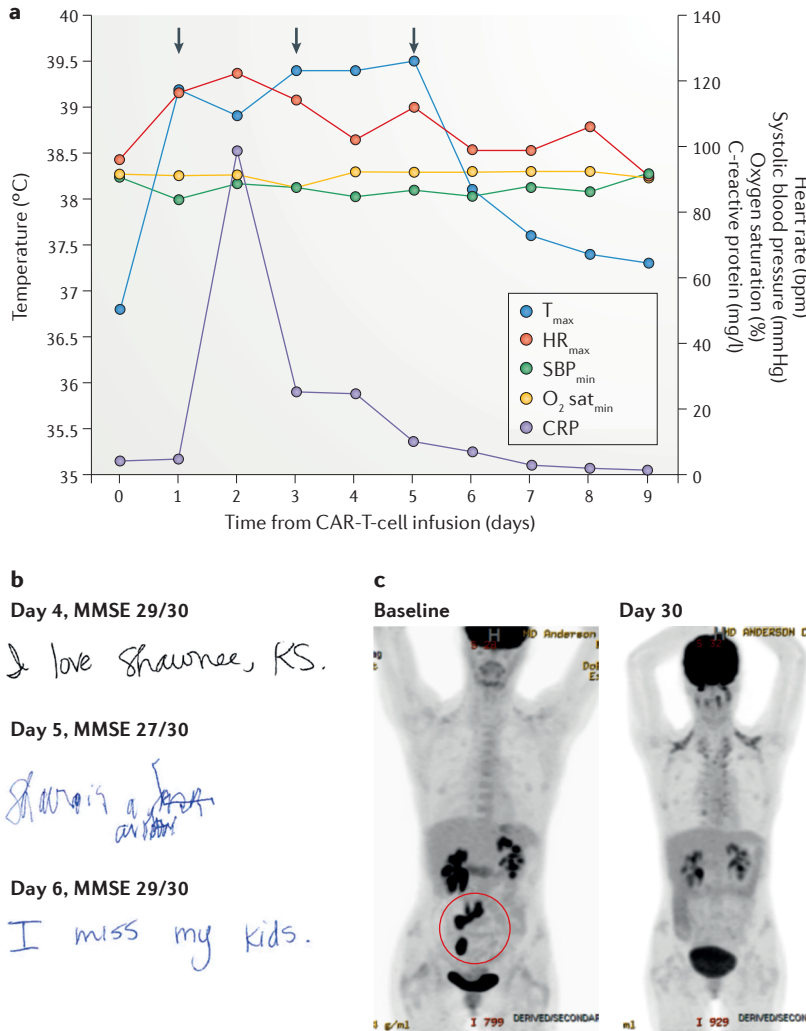 a
40
39.5
39
38.5
38
37.5
37
36.5
36
35.5
35
Temperature (ºC)
140
120
100
80
60
40
20
0
Heart rate (bpm)
Systolic blood pressure (mmHg)
Oxygen saturation (%)
C-reactive protein (mg/l)
Tmax
HRmax
SBPmin
O2 satmin
CRP
0 1 2 3 4 5 6 7 8 9
Time from CAR-T-cell infusion (days)
b
Day 4, MMSE 29/30
I love Shawnee, KS.
Day 5, MMSE 27/30
a
Day 6, MMSE 29/30
I miss my kids.
c
Baseline
H
MD Anderson
g/ml
I 799
DERIVED/SECONDAR
Day 30
H
MD ANDERSON D
S 32
ml
I 929
DERIVED/SECONDAR